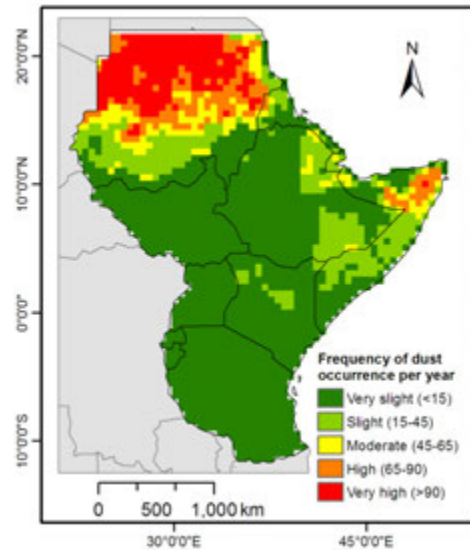 20°0'0"N
10°0'0"N
0°0'0"
10°0'0"S
N
Frequency of dust
occurrence per year
Very slight (<15)
Slight (15-45)
Moderate (45-65)
High (65-90)
Very high (>90)
0 500 1,000 km
30°0'0"E 45°0'0"E